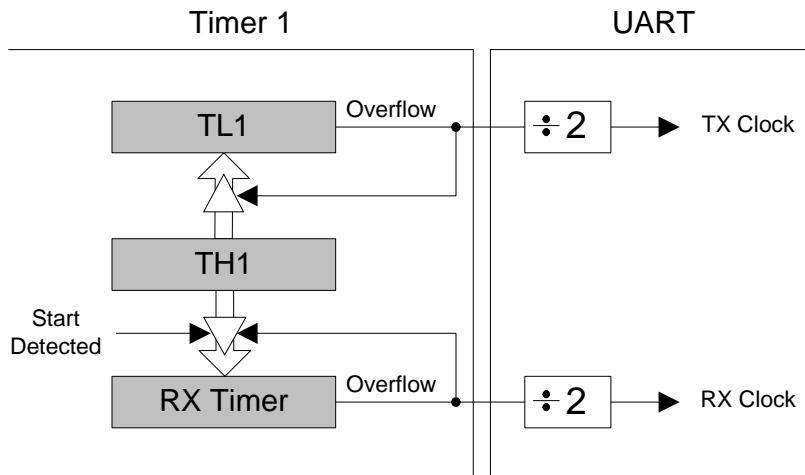 Timer 1
UART
TL1
Overflow
÷ 2
TX Clock
TH1
Start
Detected
RX Timer
Overflow
÷ 2
RX Clock